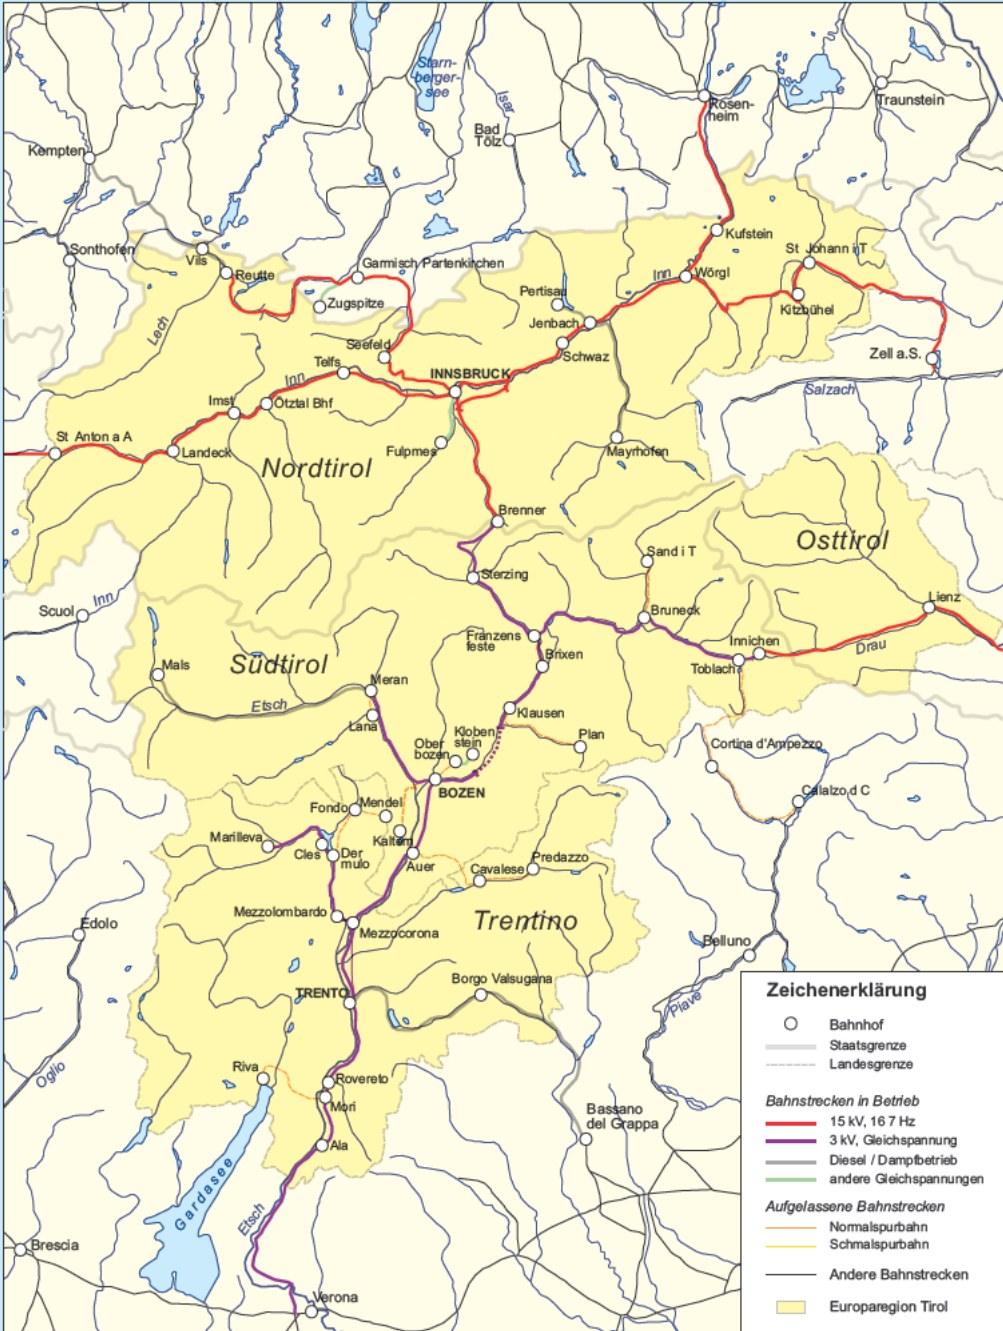 Starn-
berger-
see
Isar
Rosen-
heim
Traunstein
Bad
Tölz
Kempten
Sonthofen
Vils
Reutte
Garmisch Partenkirchen
Zugspitze
Kufstein
St Johann i T
Inn
Wörgl
Kitzbühel
Pertisau
Jenbach
Lech
Seefeld
Schwaz
Zell a.S.
Telfs
INNSBRUCK
Inn
Salzach
Imst
Ötztal Bhf
St Anton a A
Landeck
Fulpmes
Mayrhofen
Nordtirol
Brenner
Osttirol
Sand i T
Sterzing
Scuol
Inn
Lienz
Bruneck
Franzens
feste
Innichen
Drau
Brixen
Toblach
Südtirol
Mals
Meran
Etsch
Lana
Klausen
Kloben
stein
Ober
bozen
Plan
Cortina d'Ampezzo
BOZEN
Calalzo d C
Fondo
Mendel
Marilleva
Kaltern
Cles
Der
mulo
Auer
Predazzo
Cavalese
Mezzolombardo
Mezzocorona
Trentino
Edolo
Belluno
Borgo Valsugana
TRENTO
Piave
Oglio
Riva
Rovereto
Mori
Bassano
del Grappa
Ala
Gardasee
Etsch
Brescia
Verona
Zeichenerklärung
Bahnhof
Staatsgrenze
Landesgrenze
Bahnstrecken in Betrieb
15 kV, 16 7 Hz
3 kV, Gleichspannung
Diesel / Dampfbetrieb
andere Gleichspannungen
Aufgelassene Bahnstrecken
Normalspurbahn
Schmalspurbahn
Andere Bahnstrecken
Europaregion Tirol